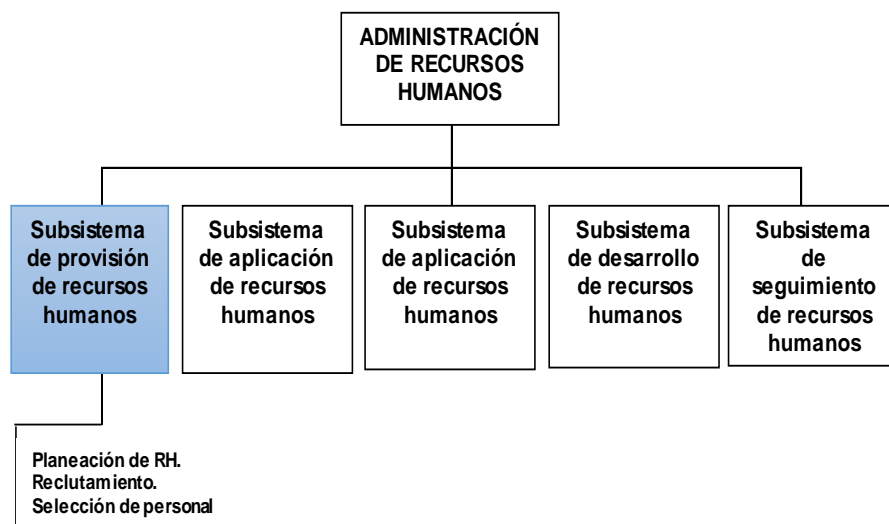 ADMINISTRACIÓN
DE RECURSOS
HUMANOS
Subsistema
de provisión
de recursos
humanos
Subsistema
de aplicación
de recursos
humanos
Subsistema
de aplicación
de recursos
humanos
Subsistema
de desarrollo
de recursos
humanos
Subsistema
de
seguimiento
de recursos
humanos
Planeación de RH.
Reclutamiento.
Selección de personal